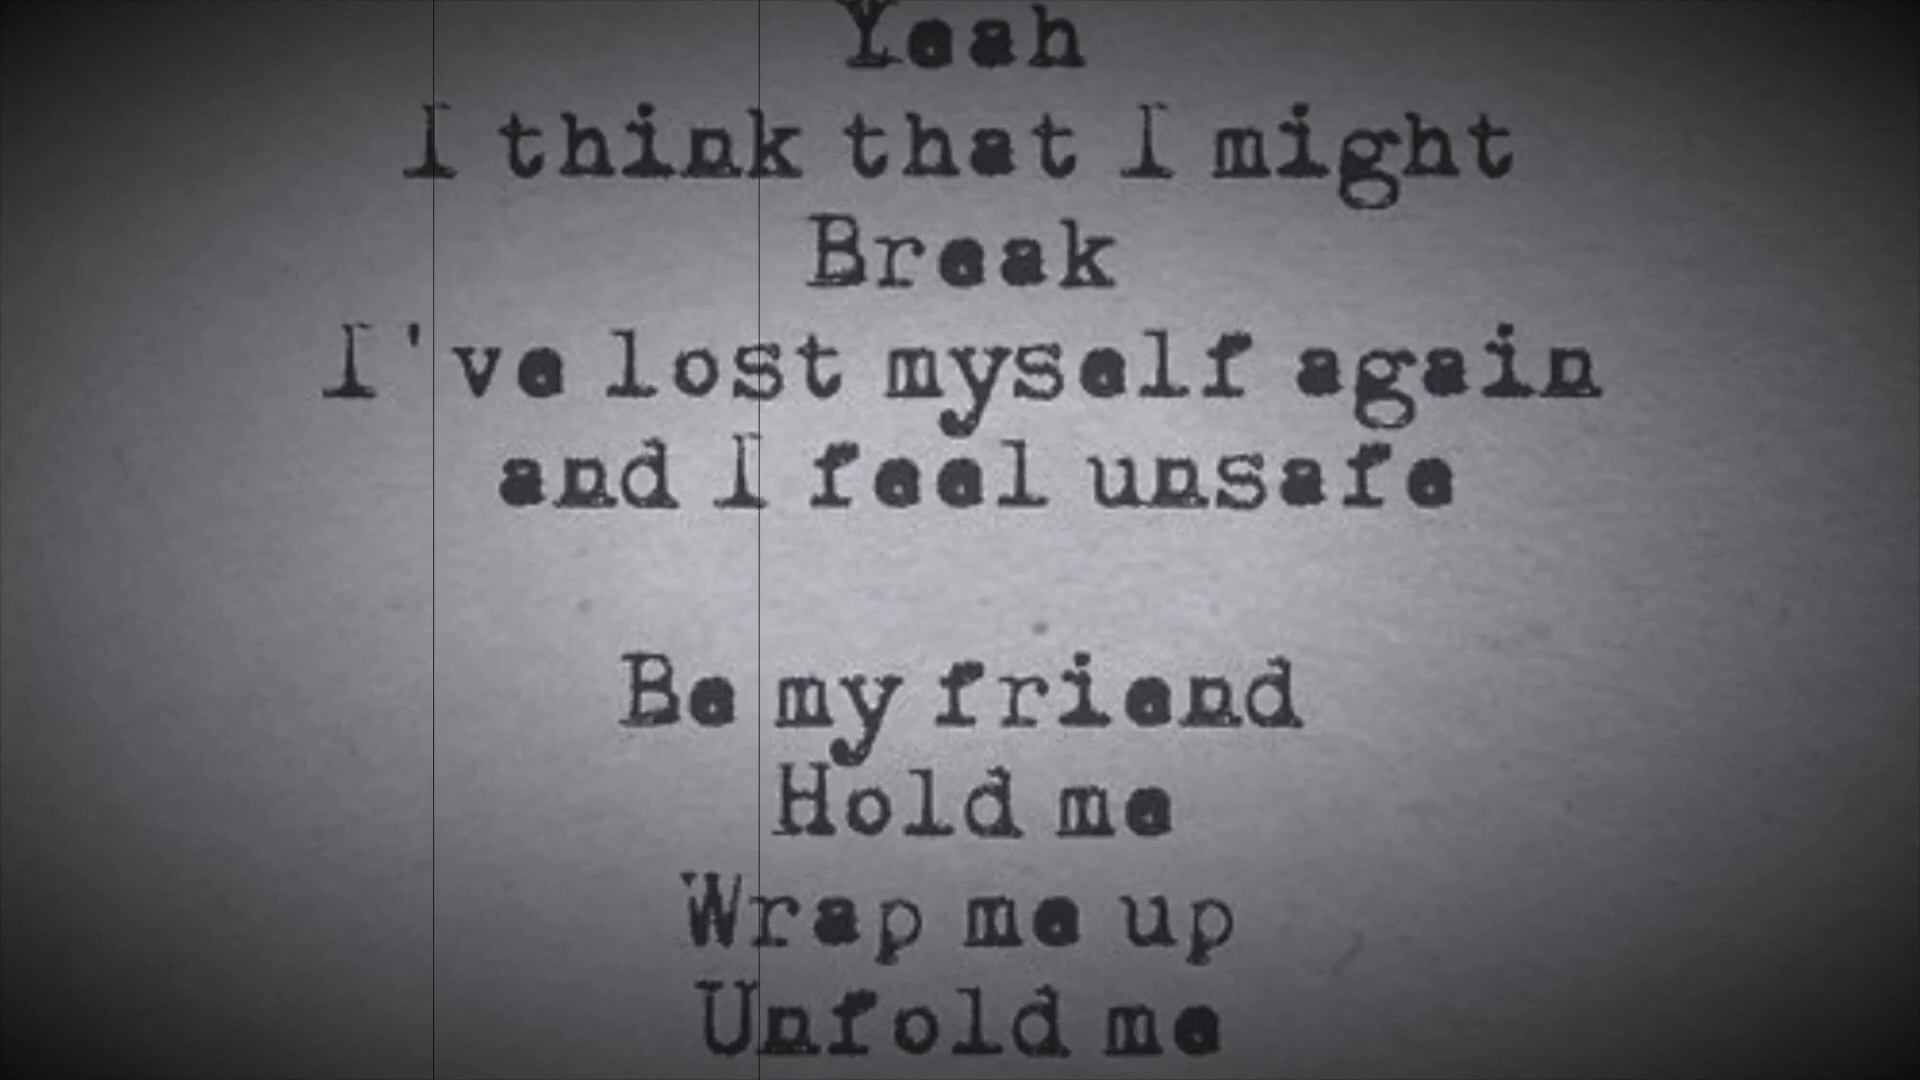 Yeah
I think that I might
Break
I've lost myself again
and I feel unsafe
Be my friend
Hold me
Wrap me up
Unfold me